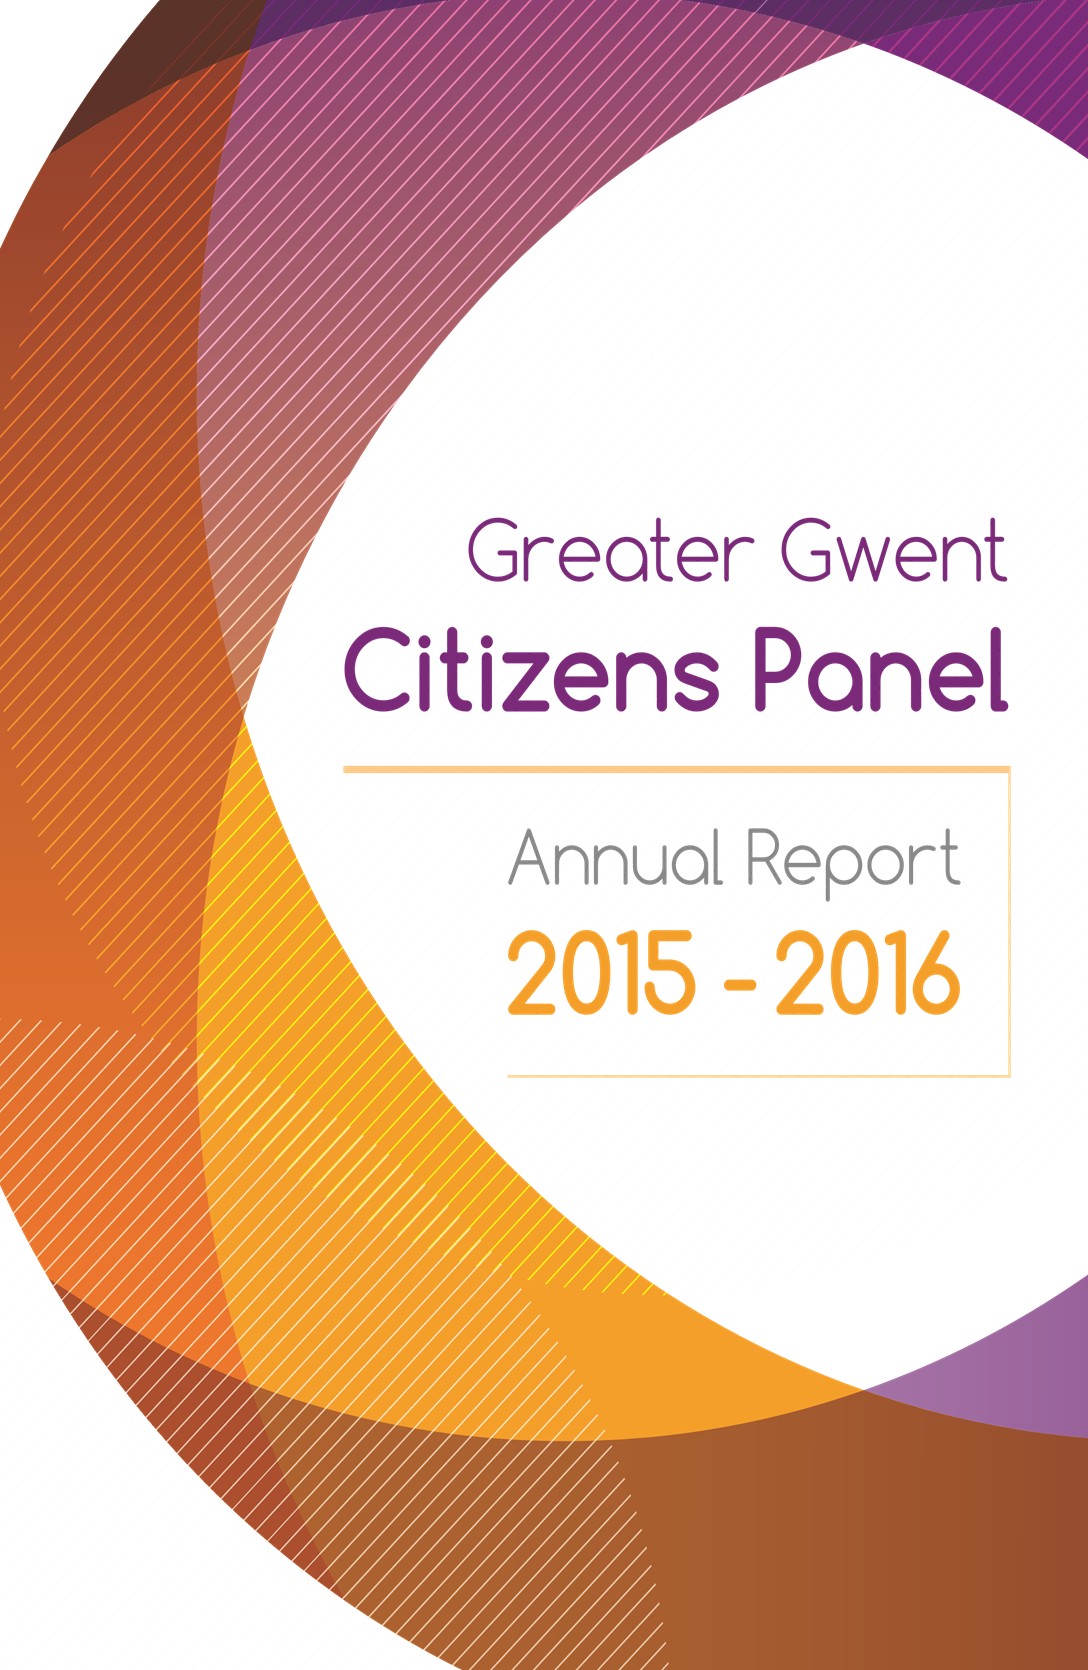 Greater Gwent
Citizens Panel
Annual Report
2015 - 2016